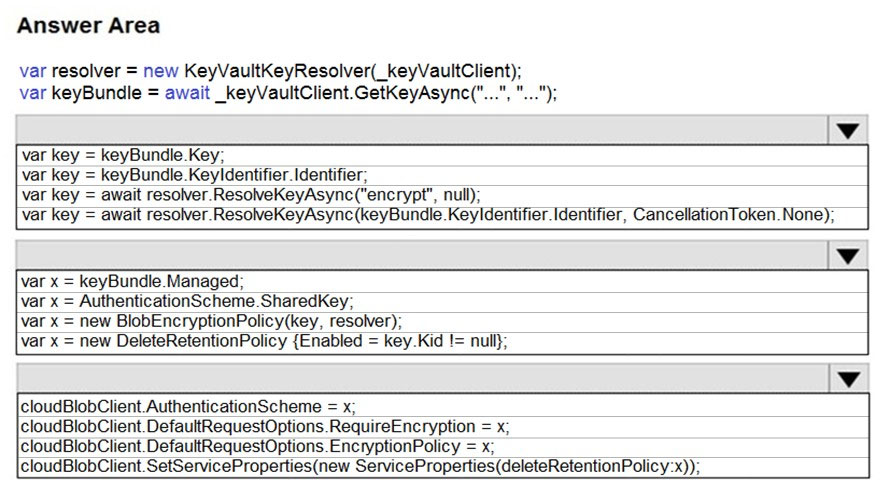 Answer Area
var resolver = new KeyVaultKeyResolver(_keyVaultClient);
var keyBundle = await _keyVaultClient.GetKeyAsync("...", "...");
var key = keyBundle.Key;
var key = keyBundle.KeyIdentifier.Identifier;
var key = await resolver.ResolveKeyAsync("encrypt", null);
var key = await resolver.ResolveKeyAsync(keyBundle.KeyIdentifier.Identifier, CancellationToken.None);
var x = keyBundle.Managed;
var x = AuthenticationScheme.SharedKey;
var x = new BlobEncryptionPolicy(key, resolver);
var x = new DeleteRetentionPolicy {Enabled = key.Kid != null};
cloudBlobClient.AuthenticationScheme = x;
cloudBlobClient.DefaultRequestOptions.RequireEncryption = x;
cloudBlobClient.DefaultRequestOptions.EncryptionPolicy = x;
cloudBlobClient.SetServiceProperties(new ServiceProperties(deleteRetentionPolicy:x));